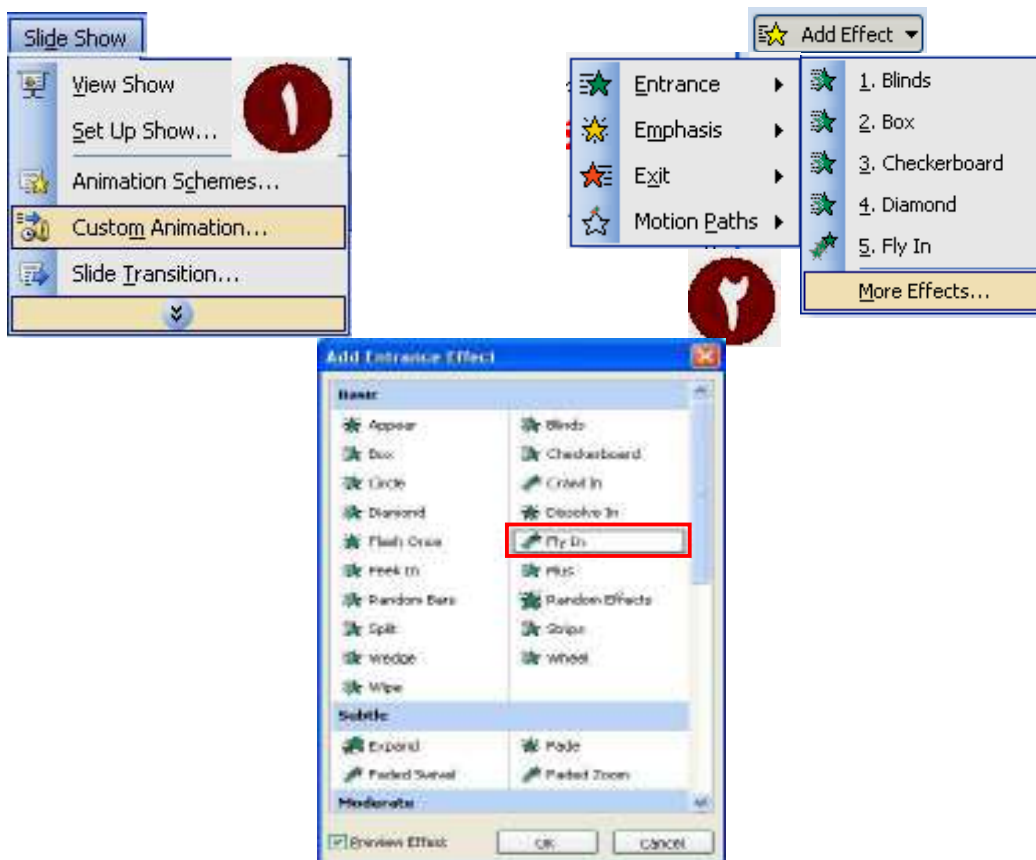 Slide Show
View Show
Set Up Show...
Animation Schemes...
Custom Animation...
Slide Transition...
١
Add Effect
Entrance
Emphasis
Exit
Motion Paths
1. Blinds
2. Box
3. Checkerboard
4. Diamond
5. Fly In
More Effects...
٢
Add Entrance Effect
Basic
Appear Blinds
Box Checkerboard
Circle Crawl In
Diamond Dissolve In
Flash Once Fly In
Peek In Plus
Random Bars Random Effects
Split Strips
Wedge Wheel
Wipe
Subtle
Expand Fade
Faded Swivel Faded Zoom
Moderate
Preview Effect OK Cancel